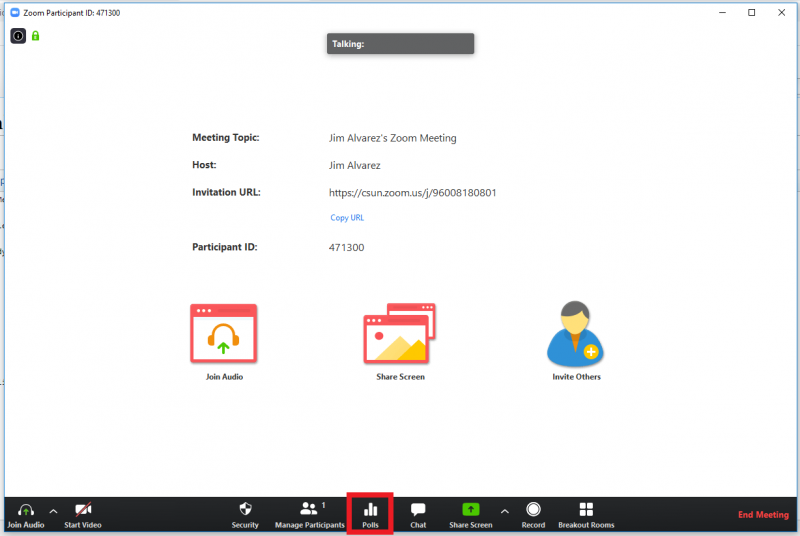 Zoom Participant ID: 471300
Talking:
Meeting Topic: Jim Alvarez's Zoom Meeting
Host: Jim Alvarez
Invitation URL: https://csun.zoom.us/j/96008180801
Copy URL
Participant ID: 471300
Join Audio Share Screen Invite Others
1
Join Audio Start Video Security Manage Participants Polls Chat Share Screen Record Breakout Rooms End Meeting